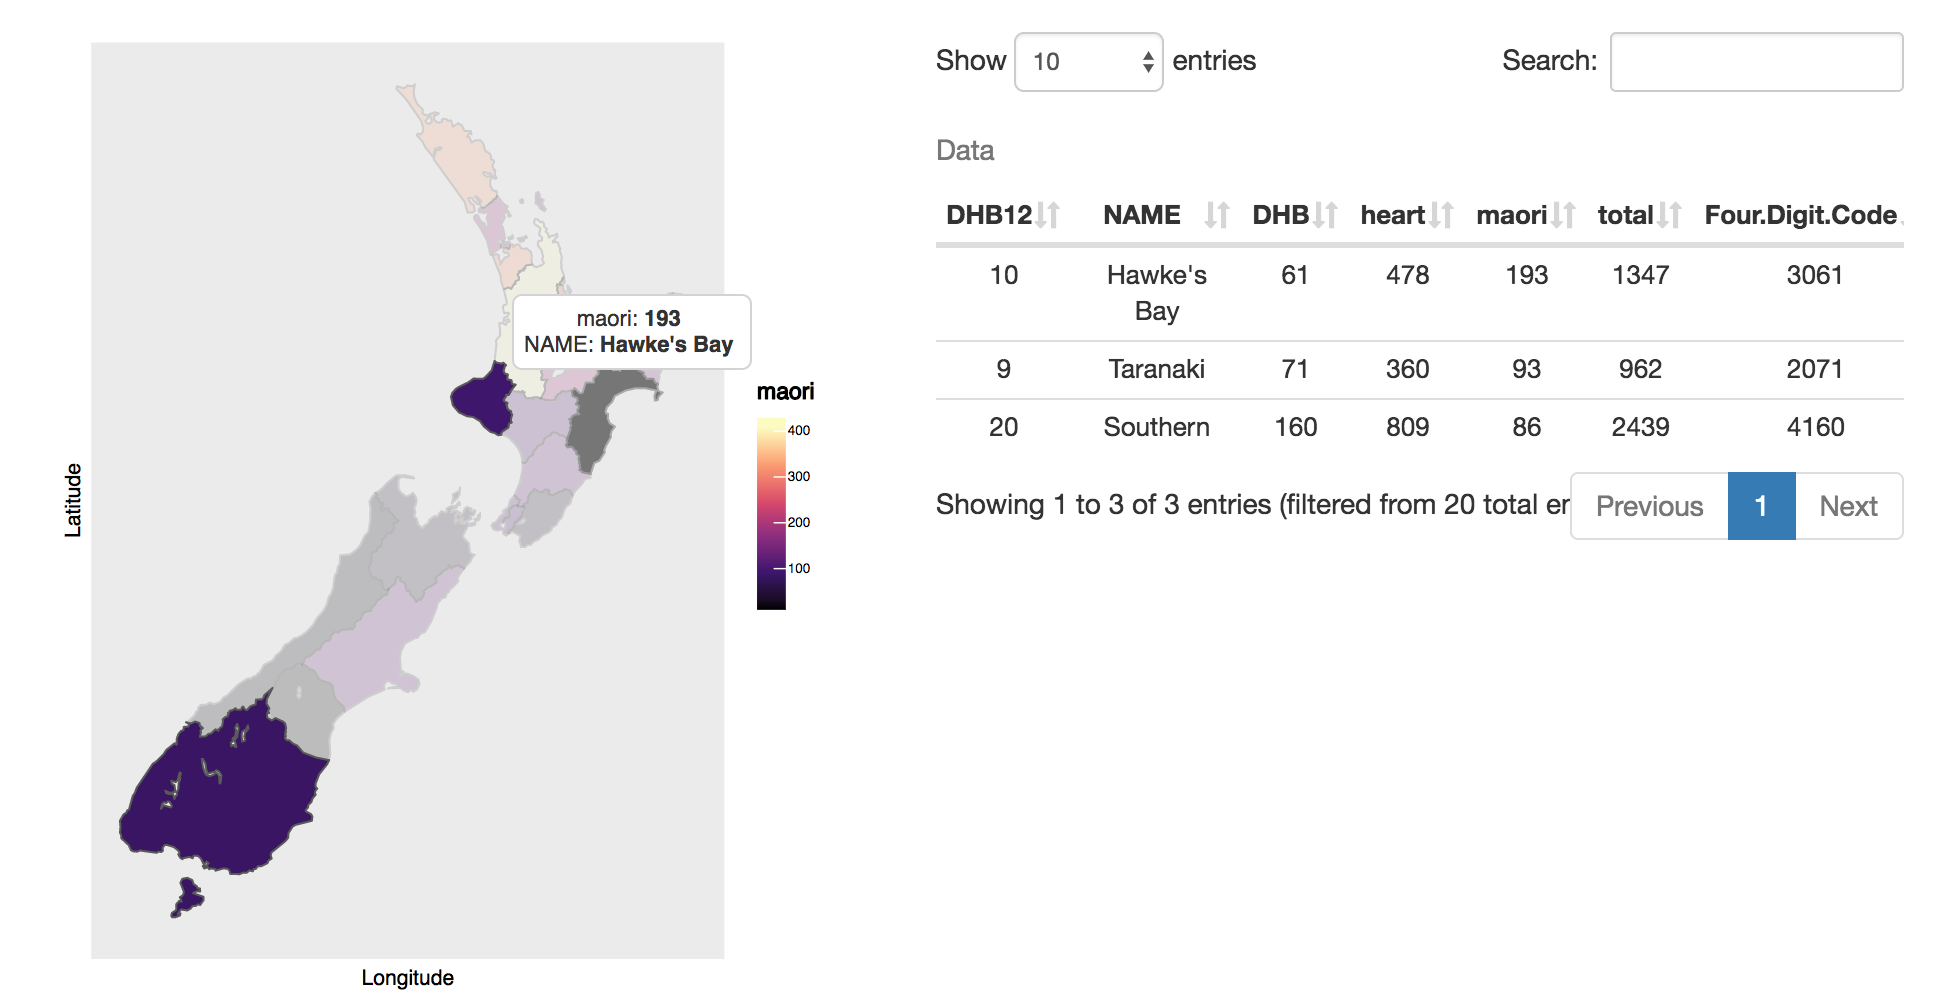 maori: 193
NAME: Hawke's Bay
maori
400
300
200
100
Latitude
Longitude
Show 10 entries
Search:
Data
DHB12 NAME DHB heart maori total Four.Digit.Code
10 Hawke's Bay 61 478 193 1347 3061
9 Taranaki 71 360 93 962 2071
20 Southern 160 809 86 2439 4160
Showing 1 to 3 of 3 entries (filtered from 20 total er
Previous 1 Next